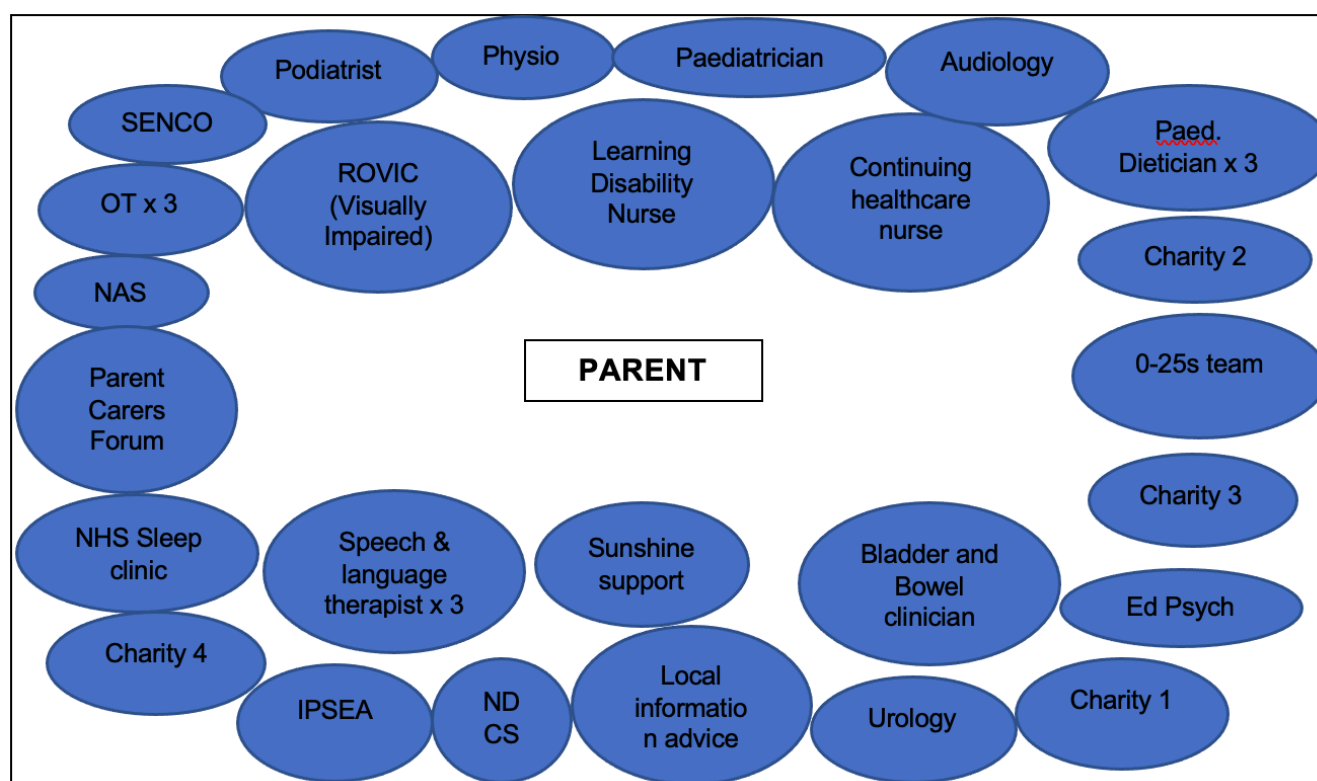 Podiatrist
Physio
Paediatrician
Audiology
SENCO
Paed.
Dietician x 3
ROVIC
(Visually
Impaired)
Learning
Disability
Nurse
Continuing
healthcare
nurse
OT x 3
Charity 2
NAS
PARENT
0-25s team
Parent
Carers
Forum
Charity 3
NHS Sleep
clinic
Speech &
language
therapist x 3
Sunshine
support
Bladder and
Bowel
clinician
Ed Psych
Charity 4
IPSEA
ND
CS
Local
informatio
n advice
Urology
Charity 1